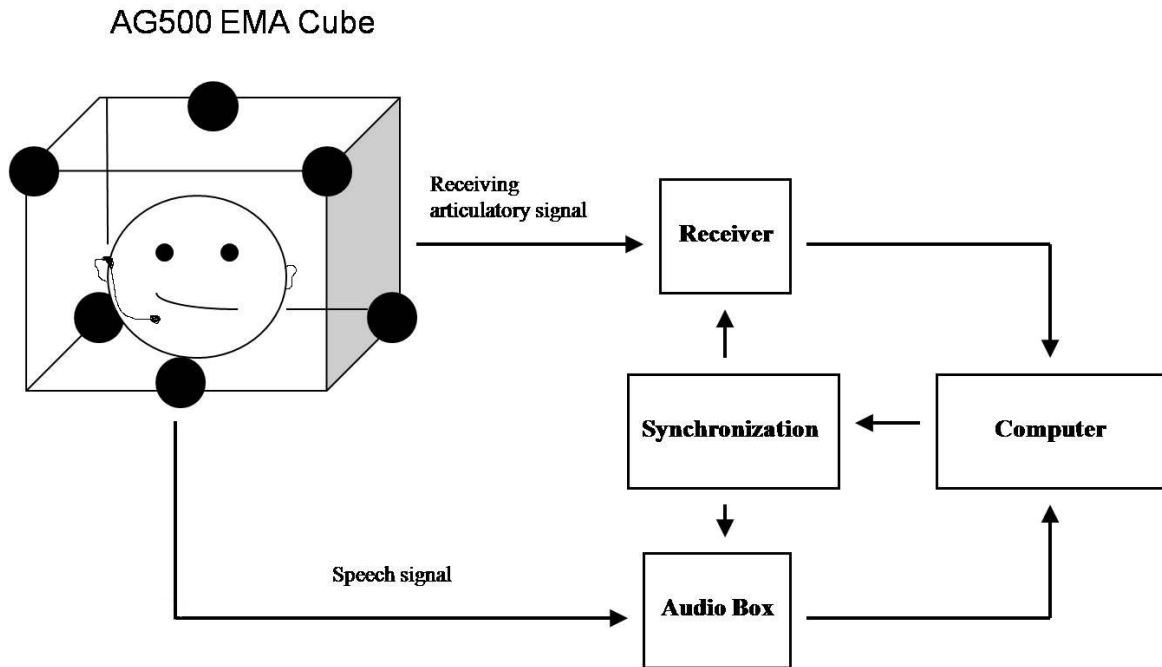 AG500 EMA Cube
Receiving
articulatory signal
Receiver
Synchronization
Computer
Speech signal
Audio Box